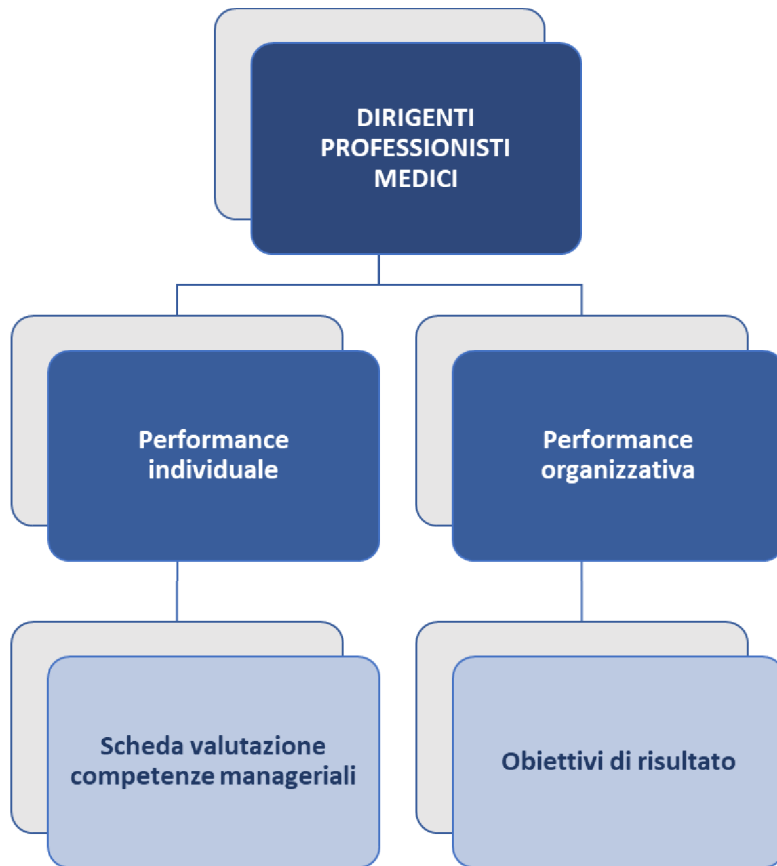 DIRIGENTI
PROFESSIONISTI
MEDICI
Performance
individuale
Performance
organizzativa
Scheda valutazione
competenze manageriali
Obiettivi di risultato